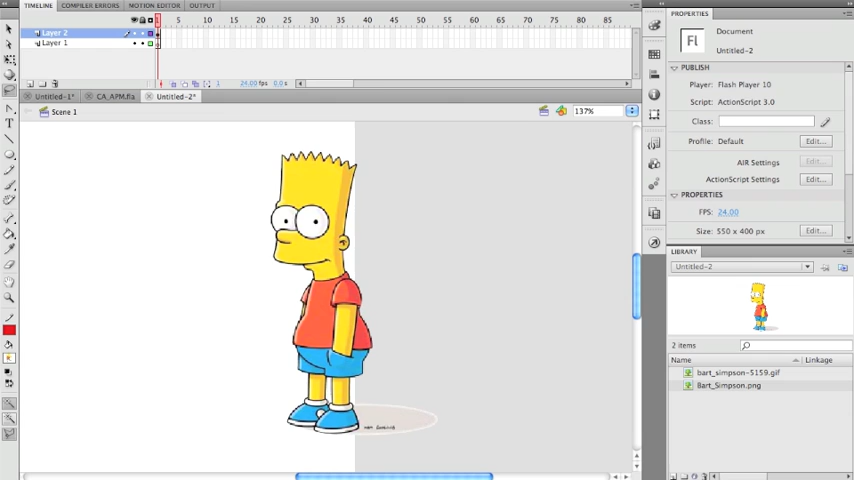 TIMELINE COMPILER ERRORS MOTION EDITOR OUTPUT
1 5 10 15 20 25 30 35 40 45 50 55 60 65 70 75 80 85
Layer 2
Layer 1
1 24.00 fps 0.0 s
Untitled-1* CA_APM.fla Untitled-2*
Scene 1
137%
PROPERTIES
Fl
Document
Untitled-2
PUBLISH
Player: Flash Player 10
Script: ActionScript 3.0
Class:
Profile: Default Edit...
AIR Settings Edit...
ActionScript Settings Edit...
PROPERTIES
FPS: 24.00
Size: 550 x 400 px Edit...
LIBRARY
Untitled-2
2 items
Name Linkage
bart_simpson-5159.gif
Bart_Simpson.png